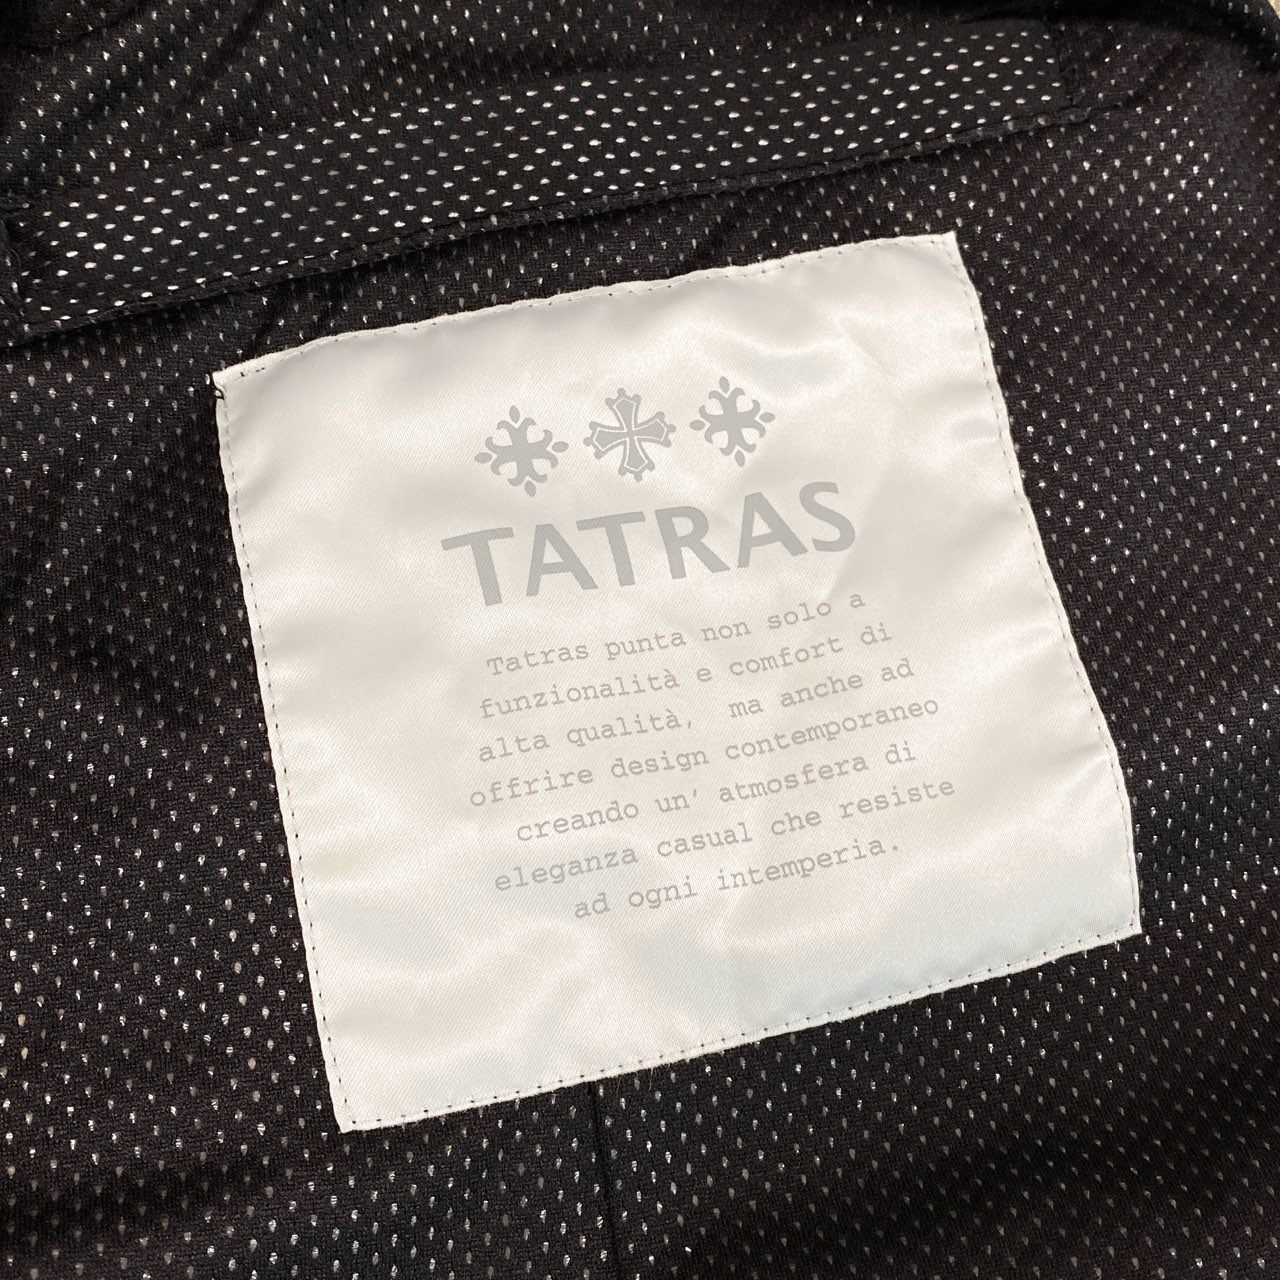 TATRAS
Tatras punta non solo a
funzionalità e comfort di
alta qualità, ma anche ad
offrire design contemporaneo
creando un’ atmosfera di
eleganza casual che resiste
ad ogni intemperia.